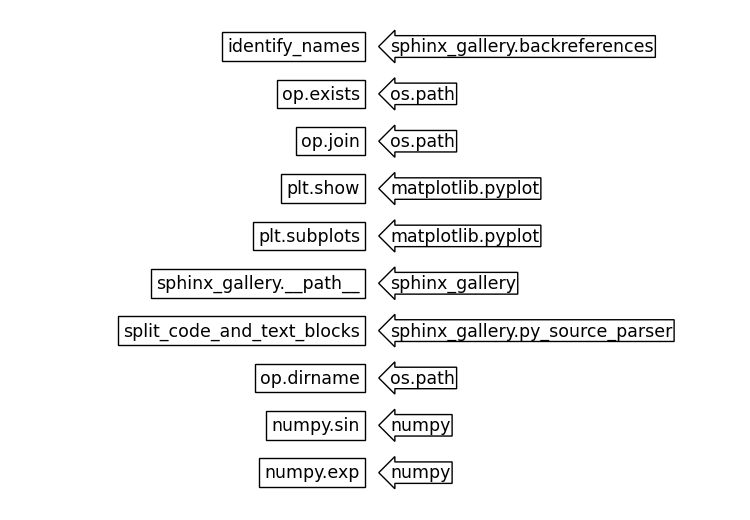 identify_names sphinx_gallery.backreferences
op.exists os.path
op.join os.path
plt.show matplotlib.pyplot
plt.subplots matplotlib.pyplot
sphinx_gallery.__path__ sphinx_gallery
split_code_and_text_blocks sphinx_gallery.py_source_parser
op.dirname os.path
numpy.sin numpy
numpy.exp numpy